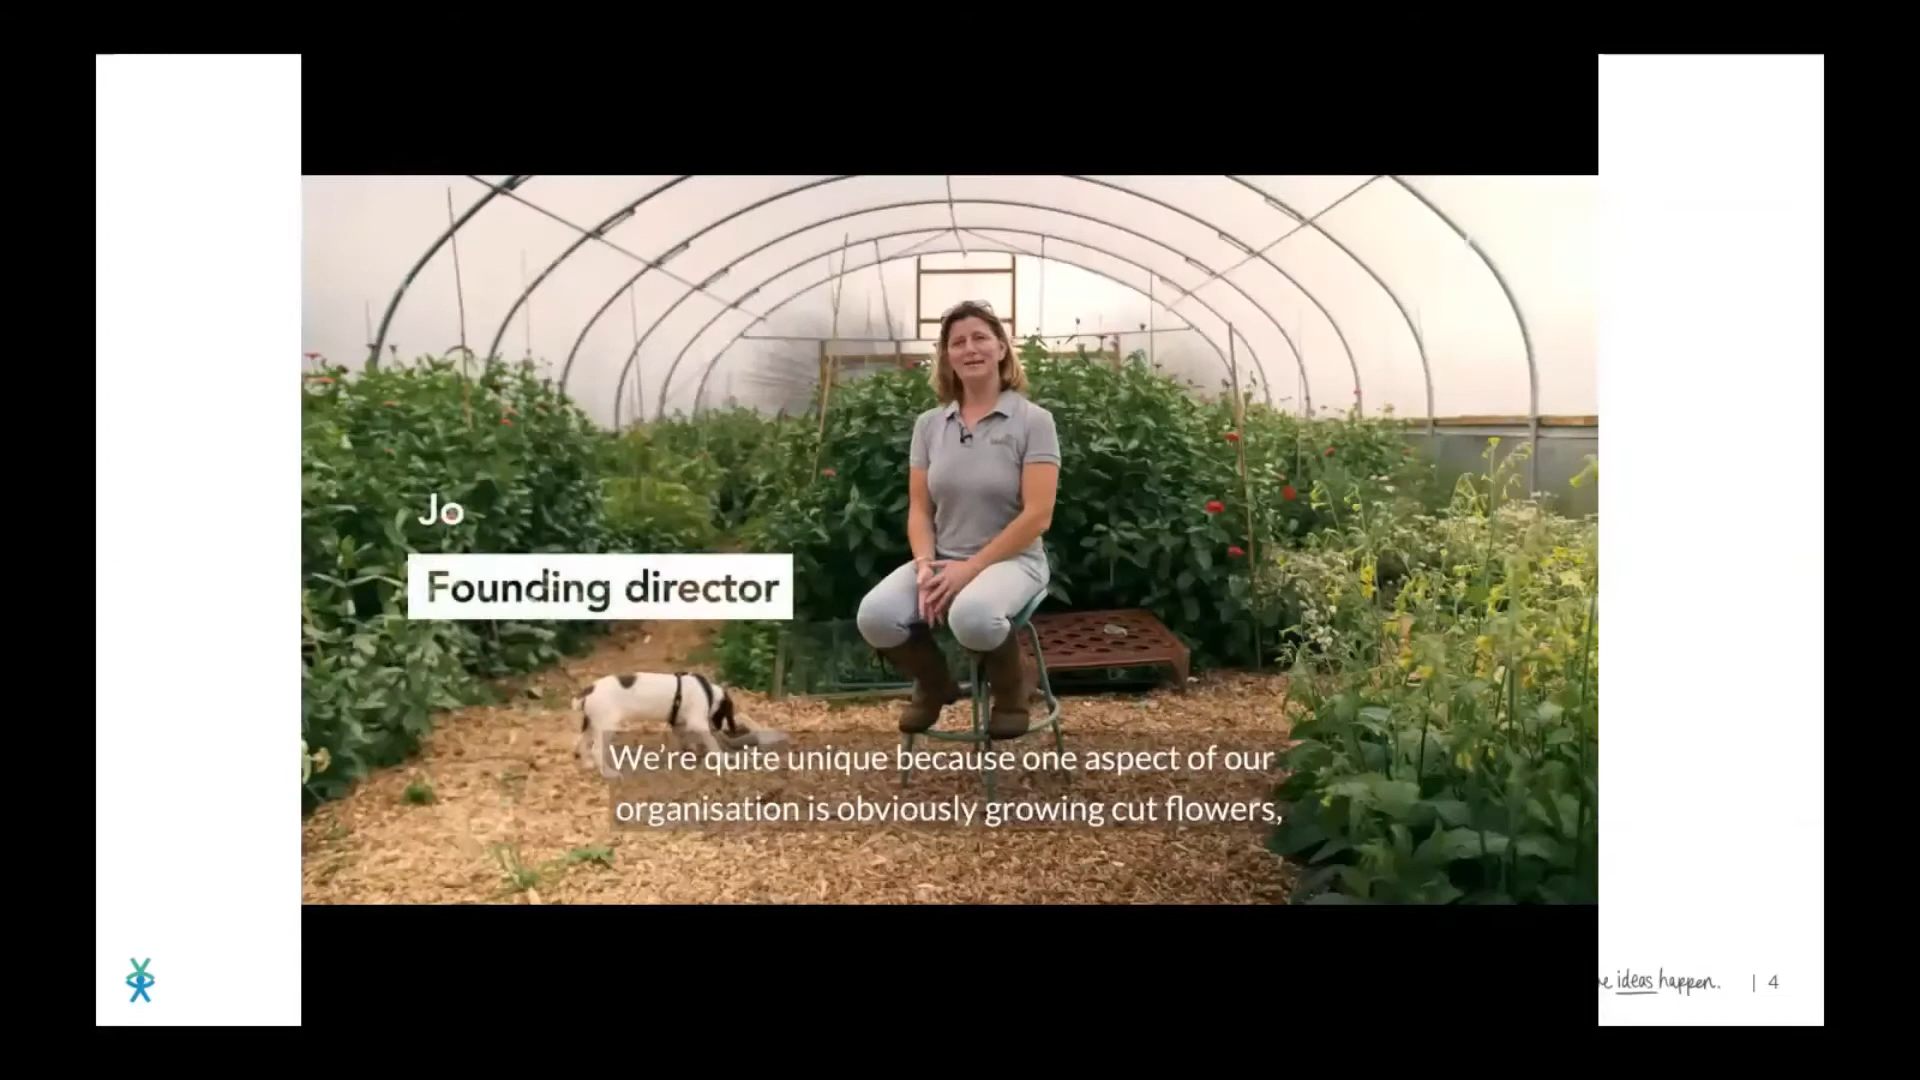 Jo
Founding director
We're quite unique because one aspect of our
organisation is obviously growing cut flowers,
ideas happen. | 4